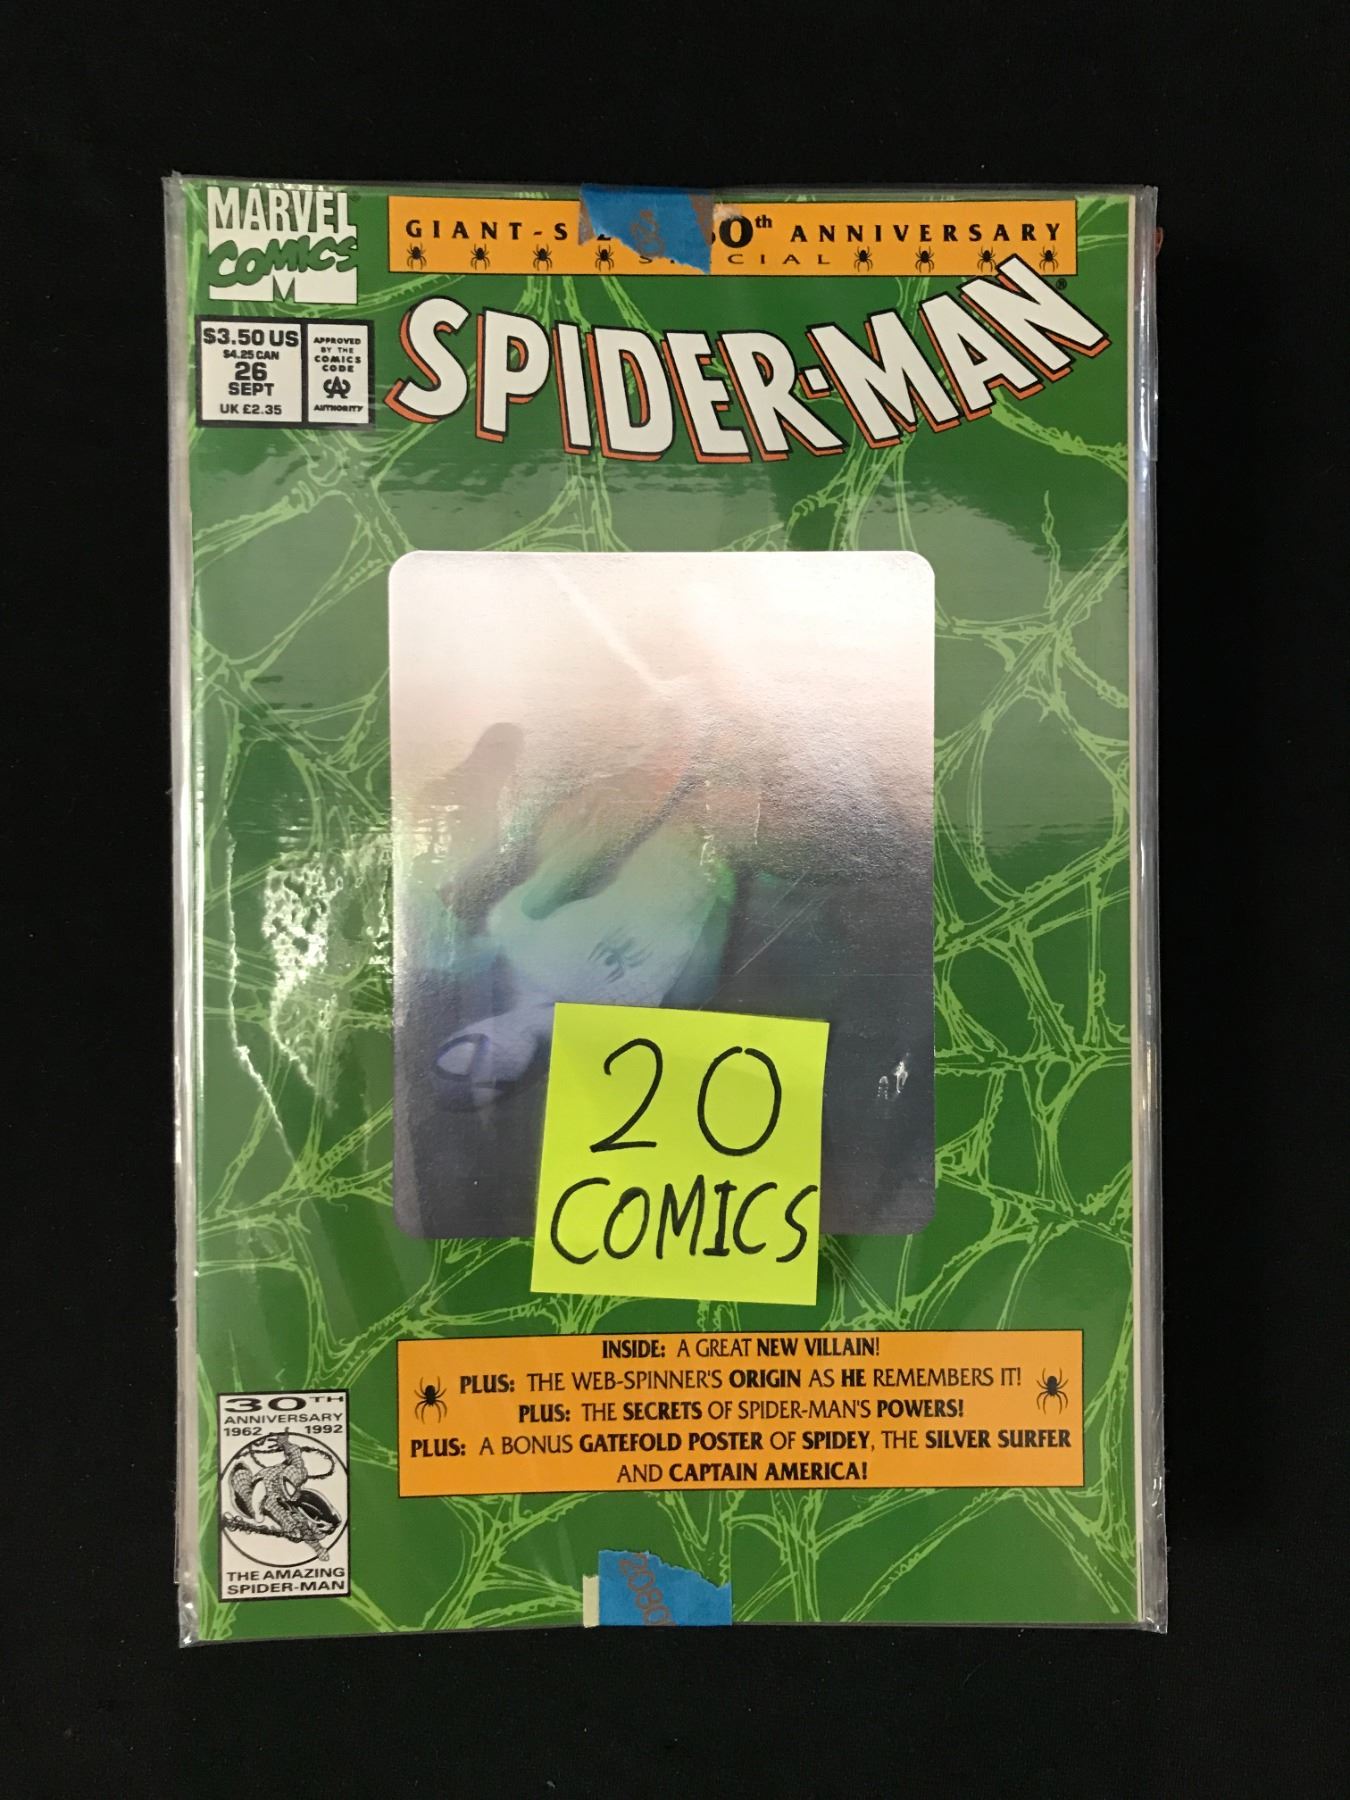 MARVEL
COMICS
M
GIANT-S 0th ANNIVERSARY
CIAL
SPIDER-MAN®
$3.50 US
$4.25 CAN
26
SEPT
UK £2.35
APPROVED
BY THE
COMICS
CODE
CA
AUTHORITY
20
COMICS
INSIDE: A GREAT NEW VILLAIN!
PLUS: THE WEB-SPINNER'S ORIGIN AS HE REMEMBERS IT!
PLUS: THE SECRETS OF SPIDER-MAN'S POWERS!
PLUS: A BONUS GATEFOLD POSTER OF SPIDEY, THE SILVER SURFER
AND CAPTAIN AMERICA!
30TH
ANNIVERSARY
1962 1992
THE AMAZING
SPIDER-MAN
2080